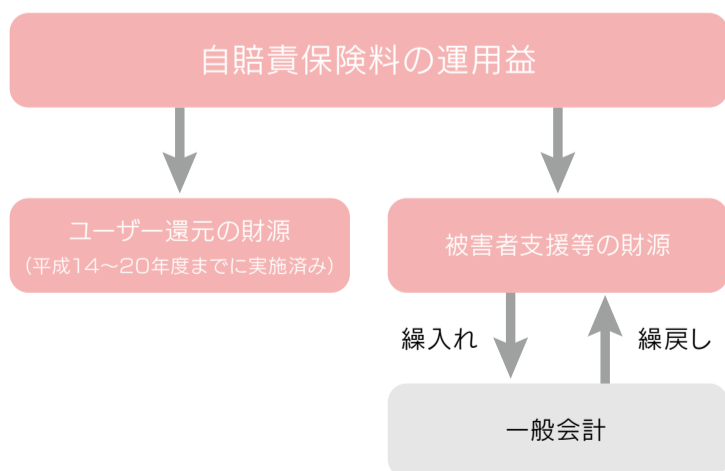 自賠責保険料の運用益
ユーザー還元の財源
(平成14～20年度までに実施済み)
被害者支援等の財源
繰入れ
繰戻し
一般会計